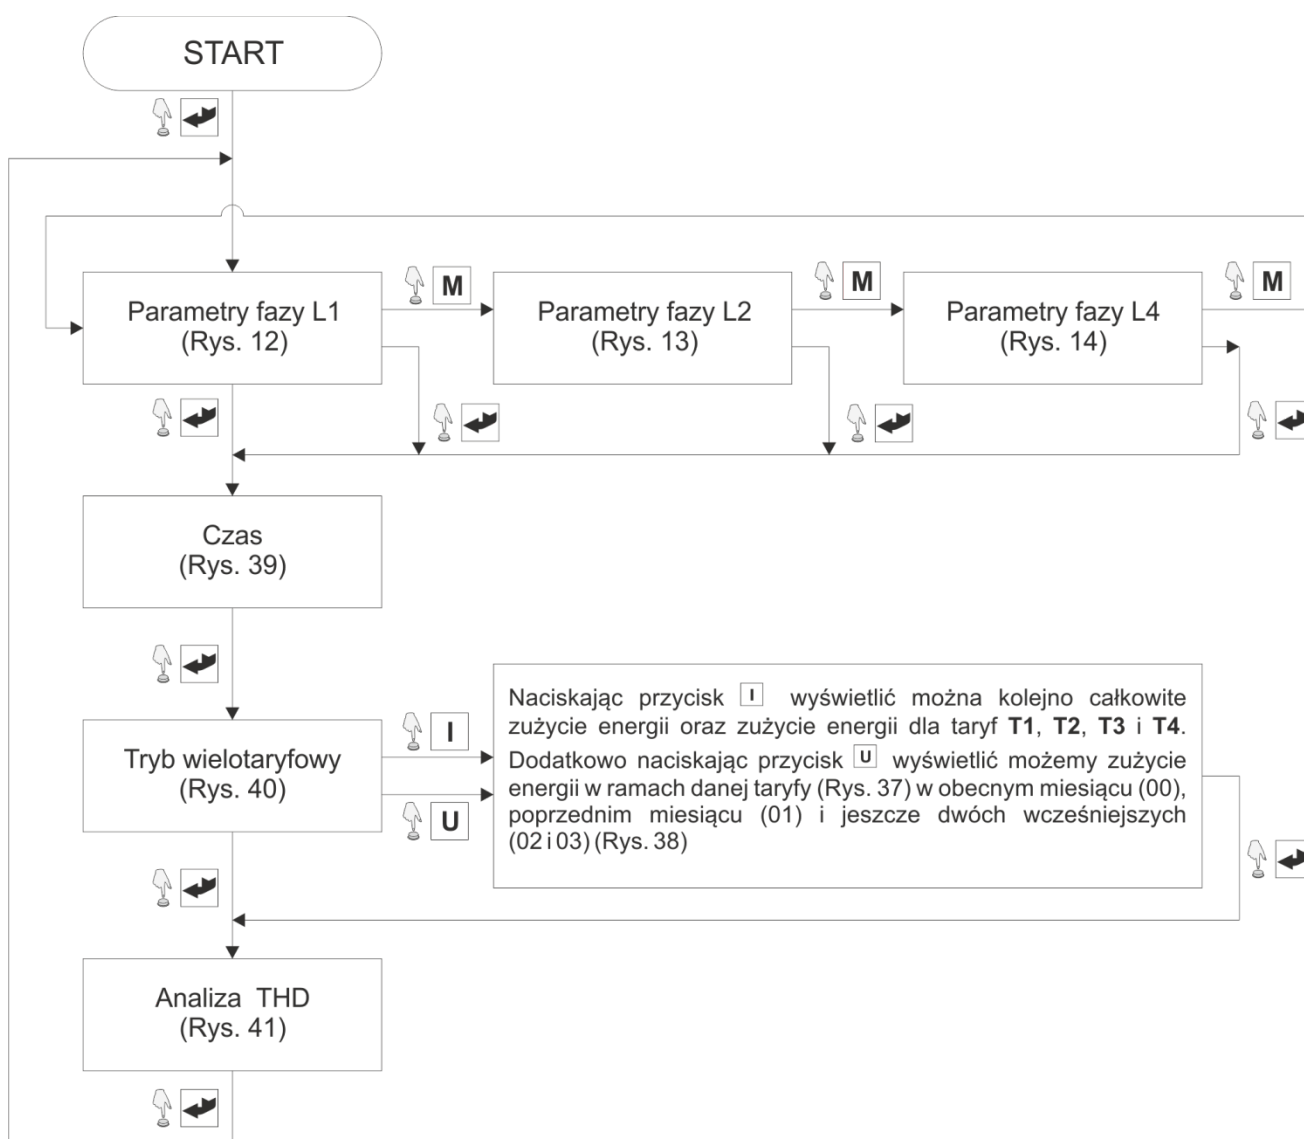 START
Parametry fazy L1
(Rys. 12)
M
Parametry fazy L2
(Rys. 13)
M
Parametry fazy L4
(Rys. 14)
M
Czas
(Rys. 39)
Tryb wielotaryfowy
(Rys. 40)
I
U
Naciskając przycisk I wyświetlić można kolejno całkowite
zużycie energii oraz zużycie energii dla taryf T1, T2, T3 i T4.
Dodatkowo naciskając przycisk U wyświetlić możemy zużycie
energii w ramach danej taryfy (Rys. 37) w obecnym miesiącu (00),
poprzednim miesiącu (01) i jeszcze dwóch wcześniejszych
(02 i 03) (Rys. 38)
Analiza THD
(Rys. 41)